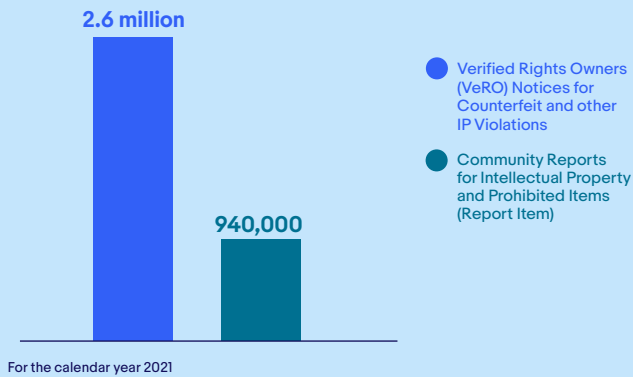 2.6 million
940,000
Verified Rights Owners
(VeRO) Notices for
Counterfeit and other
IP Violations
Community Reports
for Intellectual Property
and Prohibited Items
(Report Item)
For the calendar year 2021